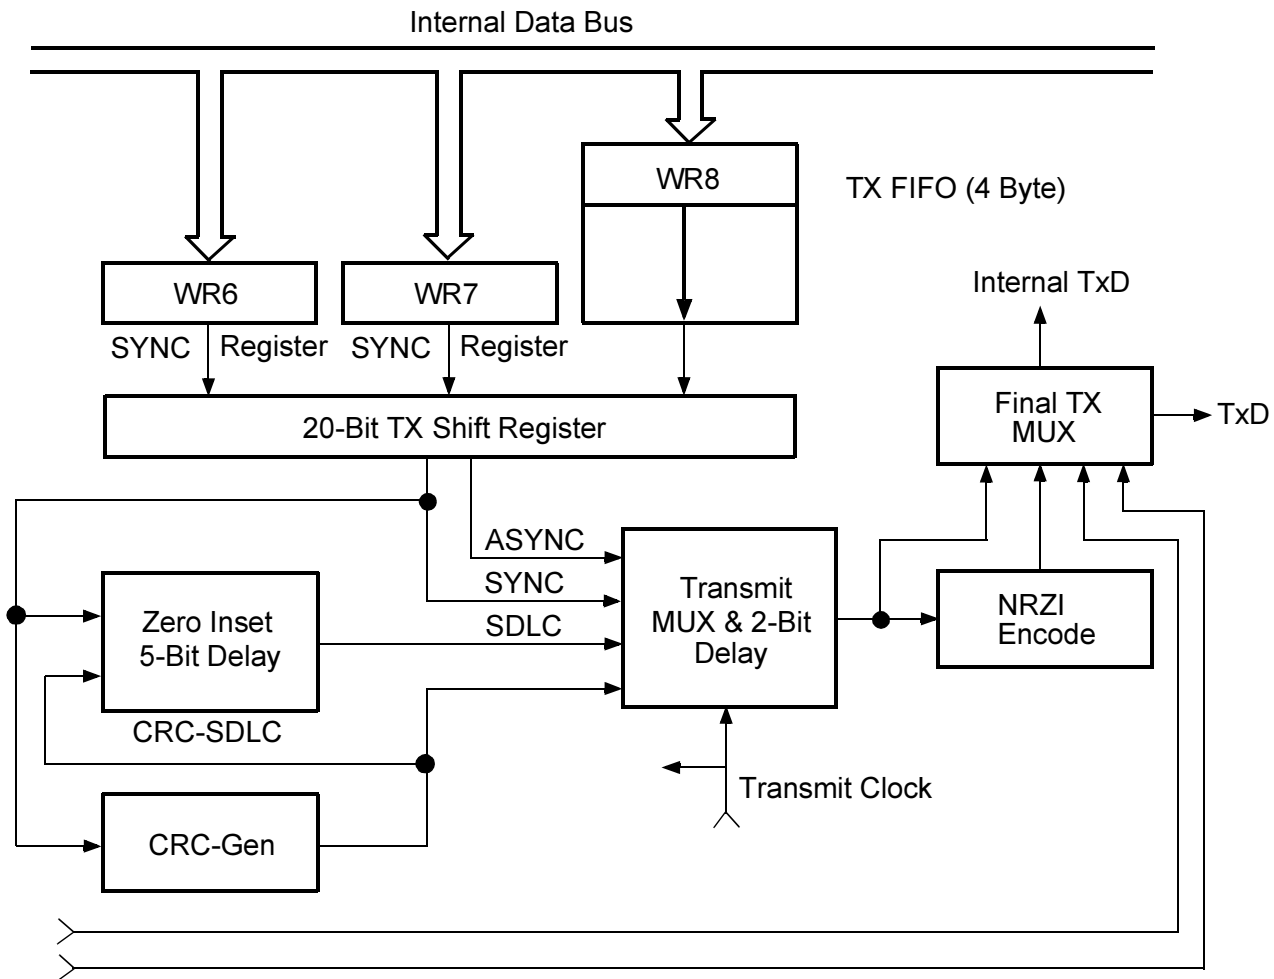 Internal Data Bus
WR8
TX FIFO (4 Byte)
WR6
WR7
Internal TxD
SYNC Register
SYNC Register
20-Bit TX Shift Register
Final TX
MUX
TxD
ASYNC
SYNC
SDLC
Zero Inset
5-Bit Delay
Transmit
MUX & 2-Bit
Delay
NRZI
Encode
CRC-SDLC
Transmit Clock
CRC-Gen